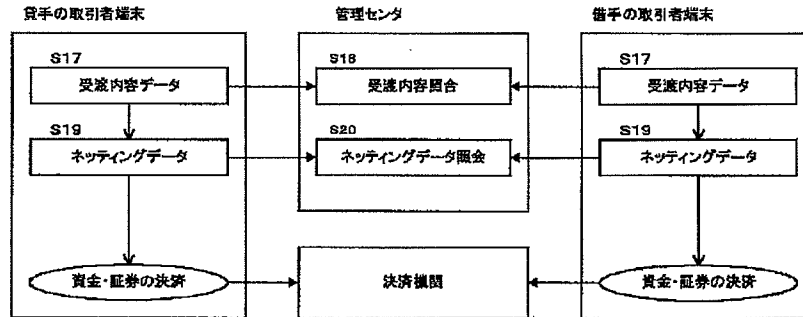 貸手の取引者端末
管理センタ
借手の取引者端末
S17
S18
S17
受渡内容データ
受渡内容照合
受渡内容データ
S19
S20
S19
ネッティングデータ
ネッティングデータ照会
ネッティングデータ
資金・証券の決済
決済機関
資金・証券の決済